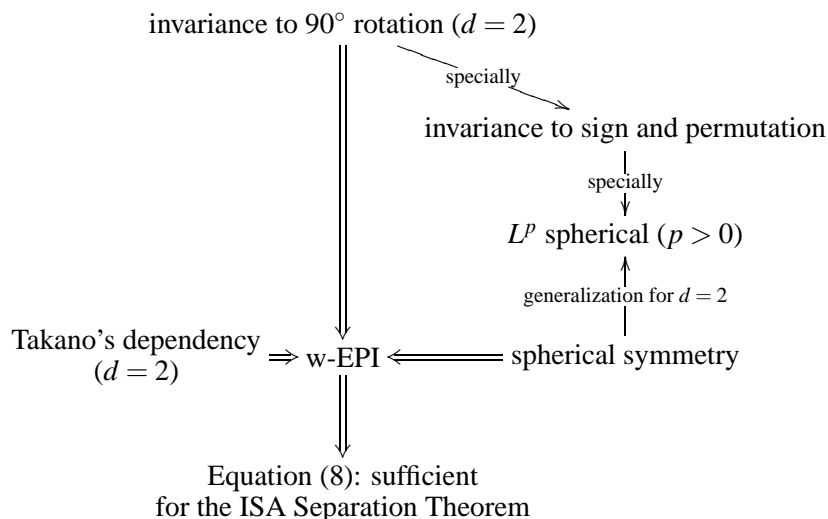 invariance to 90° rotation (d = 2)
specially
invariance to sign and permutation
specially
L^p spherical (p > 0)
generalization for d = 2
Takano's dependency
(d = 2)
w-EPI
spherical symmetry
Equation (8): sufficient
for the ISA Separation Theorem